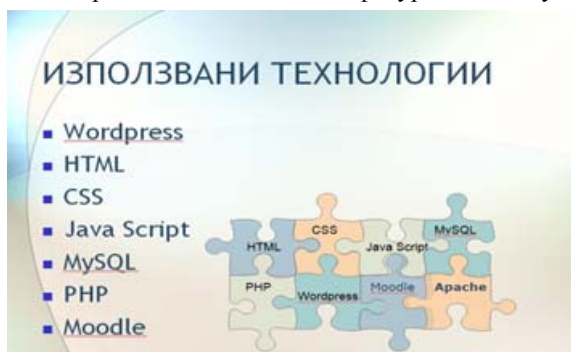 ИЗПОЛЗВАНИ ТЕХНОЛОГИИ
Wordpress
HTML
CSS
Java Script
MySQL
PHP
Moodle
HTML
CSS
Java Script
MySQL
PHP
Wordpress
Moodle
Apache